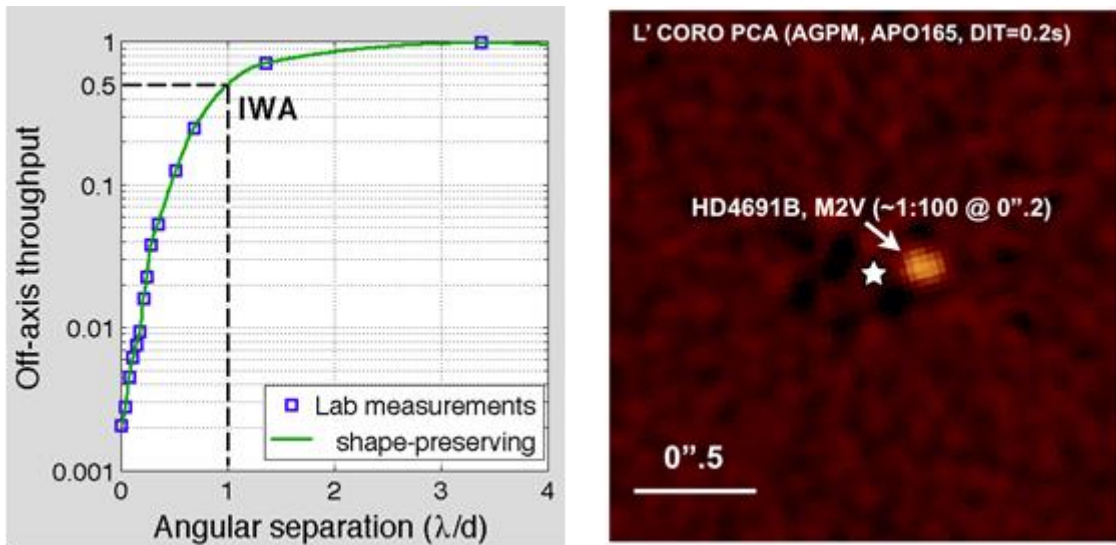 1
0.5
0.1
0.01
0.001
Off-axis throughput
IWA
Lab measurements
shape-preserving
0 1 2 3 4
Angular separation (λ/d)
L' CORO PCA (AGPM, APO165, DIT=0.2s)
HD4691B, M2V (~1:100 @ 0".2)
0".5